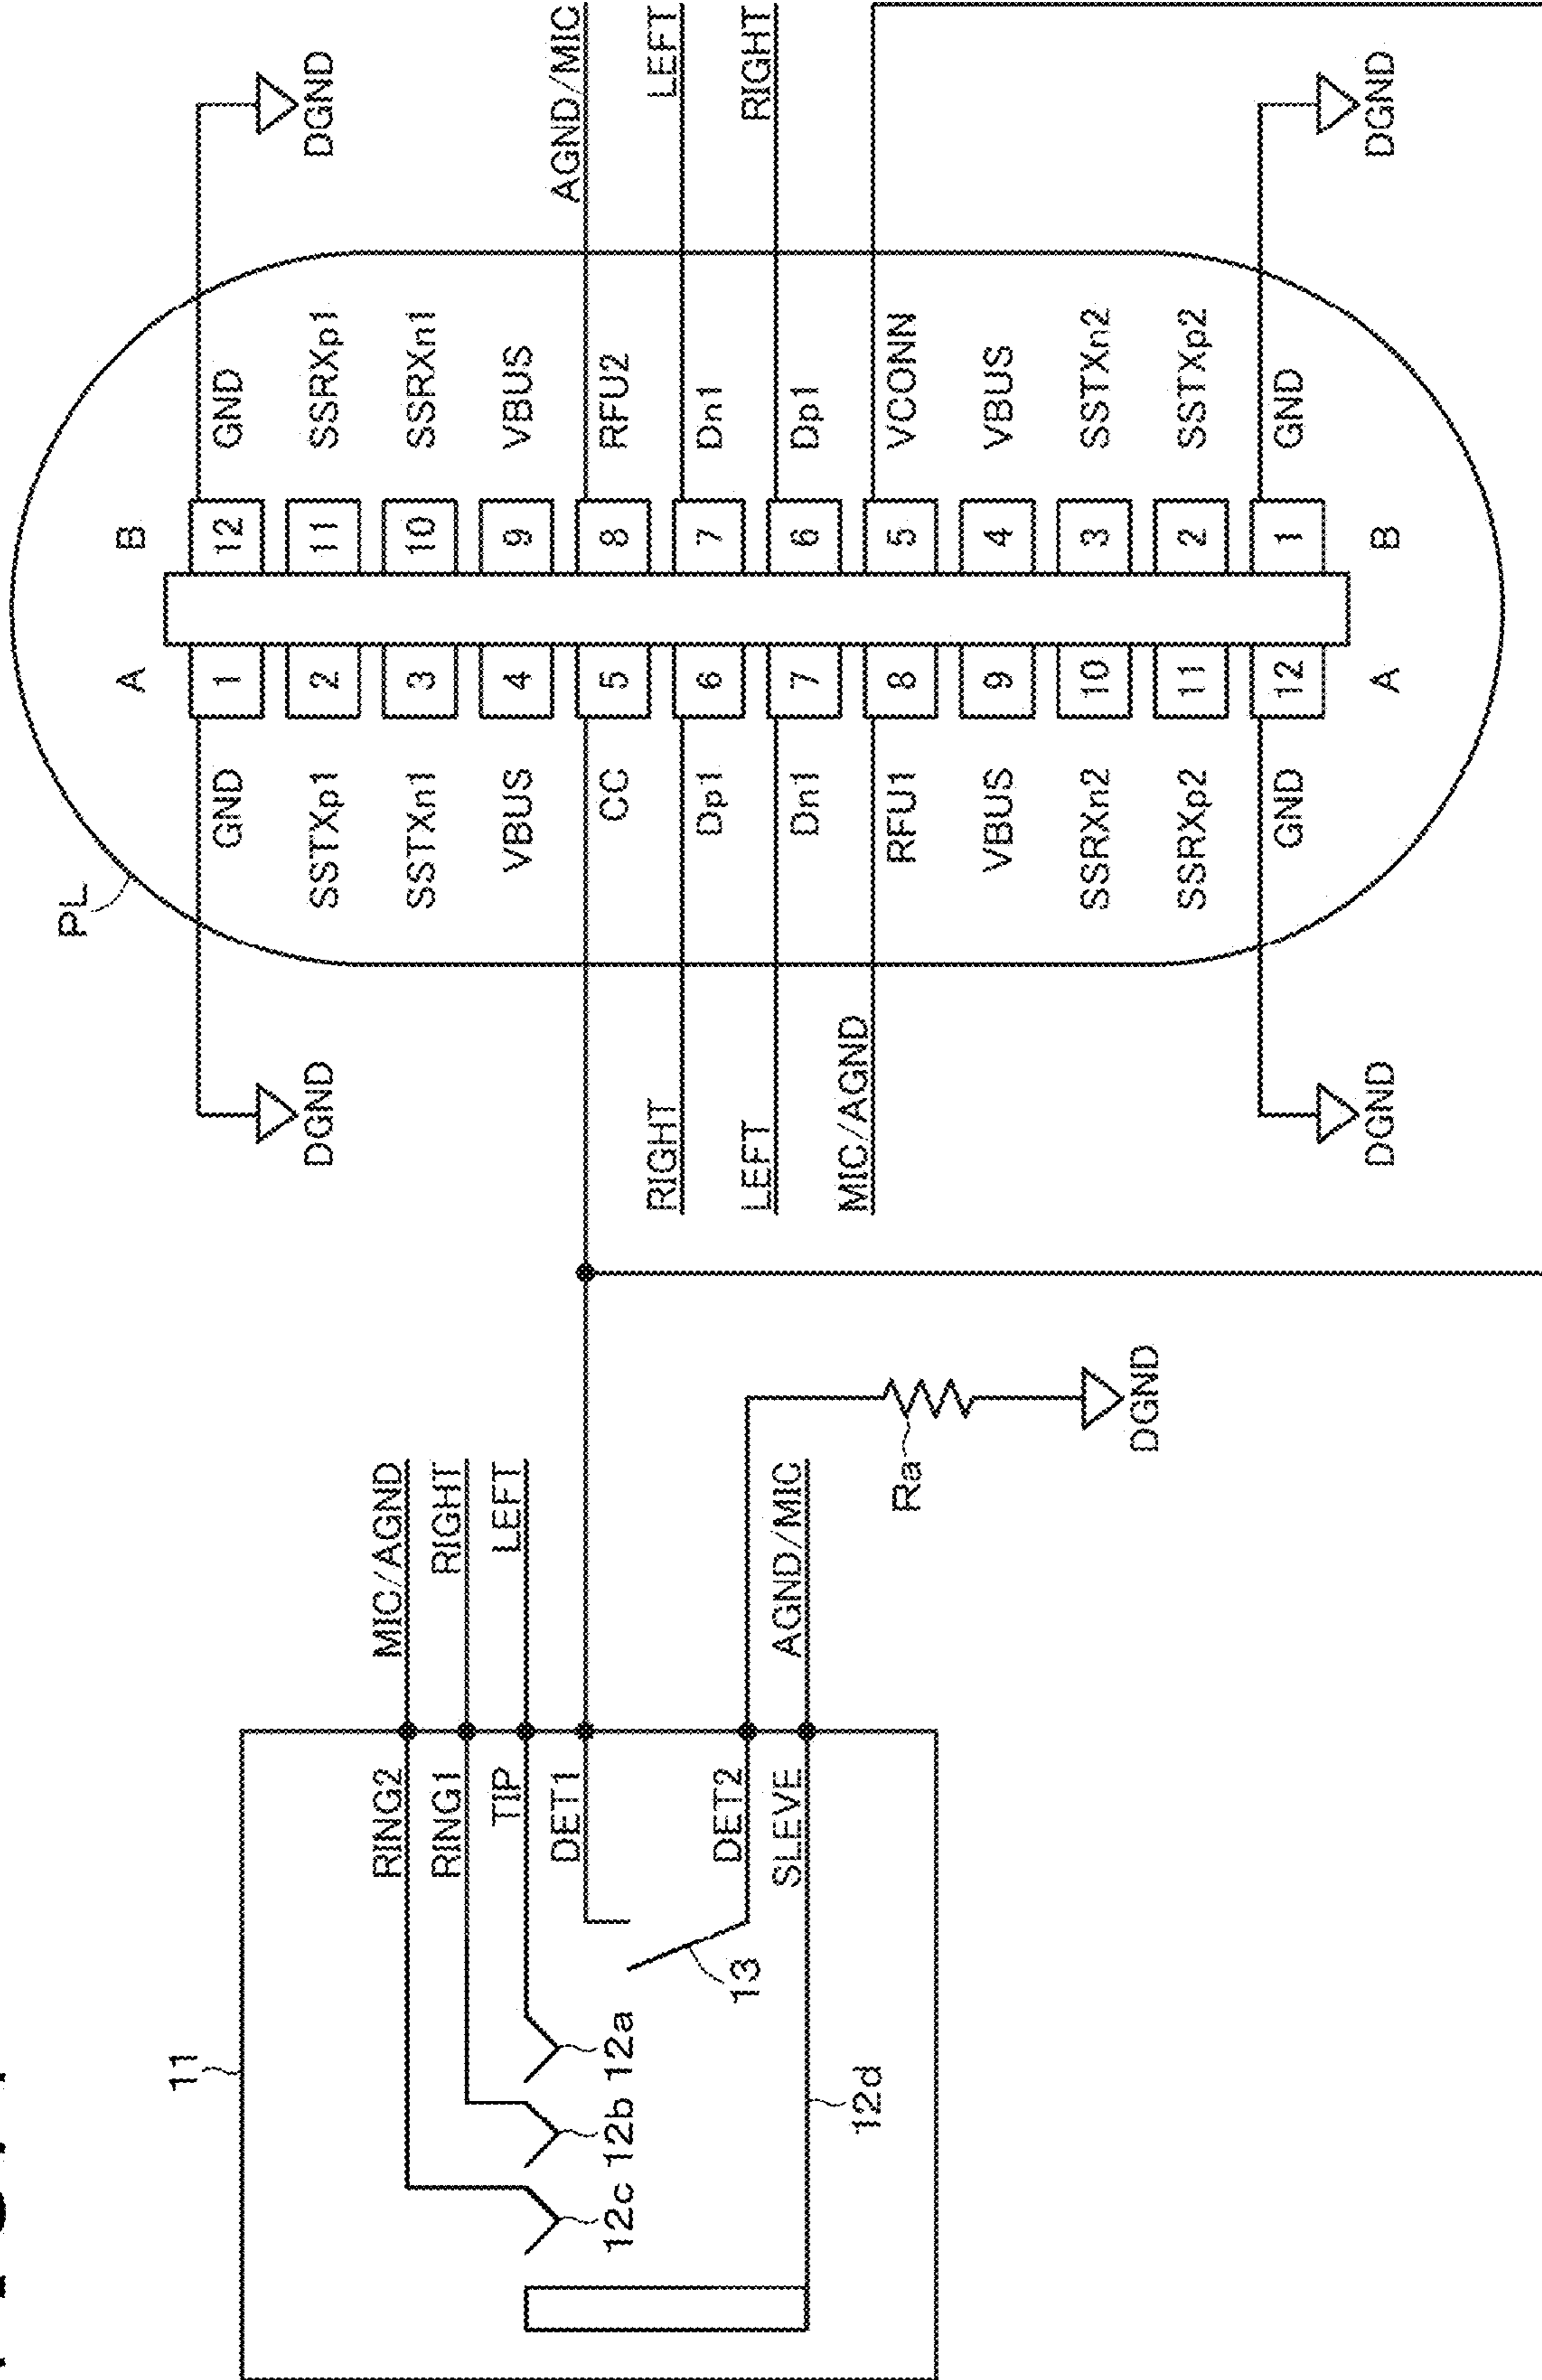 PL
A
B
GND
1
12
GND
SSTXp1
2
11
SSRXp1
SSTXn1
3
10
SSRXn1
VBUS
4
9
VBUS
CC
5
8
RFU2
Dp1
6
7
Dn1
Dn1
7
6
Dp1
RFU1
8
5
VCONN
VBUS
9
4
VBUS
SSRXn2
10
3
SSTXn2
SSRXp2
11
2
SSTXp2
GND
12
1
GND
A
B
DGND
DGND
RIGHT
LEFT
MIC/AGND
AGND/MIC
LEFT
RIGHT
DGND
DGND
11
RING2
MIC/AGND
RING1
RIGHT
TIP
LEFT
DET1
DET2
SLEVE
AGND/MIC
12c
12b
12a
13
12d
Ra
DGND